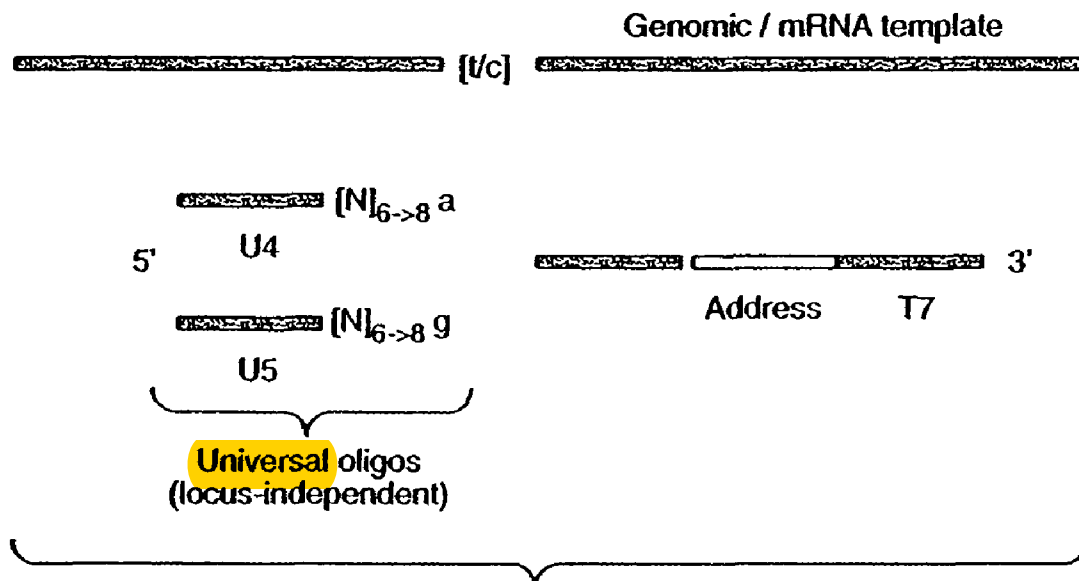 Genomic / mRNA template
[t/c]
[N]6->8 a
U4
5'
3'
Address T7
[N]6->8 g
U5
Universal oligos
(locus-independent)